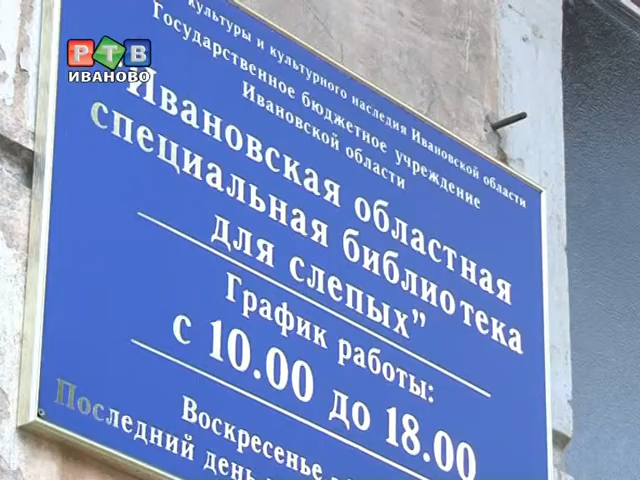 РТВ
ИВАНОВО
культуры и культурного наследия Ивановской области
Государственное бюджетное учреждение
Ивановской области
"Ивановская областная
специальная библиотека
для слепых"
График работы:
с 10.00 до 18.00
Воскресенье
Последний день